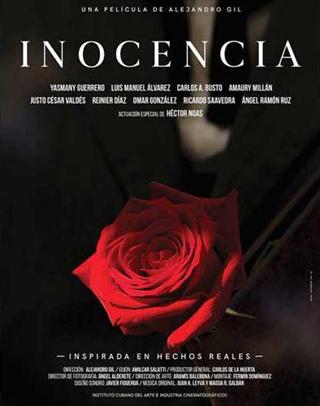 UNA PELÍCULA DE ALEJANDRO GIL
INOCENCIA
YASMANY GUERRERO LUIS MANUEL ÁLVAREZ CARLOS A. BUSTO AMAURY MILLÁN
JUSTO CÉSAR VALDÉS REINIER DÍAZ OMAR GONZÁLEZ RICARDO SAAVEDRA ÁNGEL RAMÓN RUZ
ACTUACIÓN ESPECIAL DE HÉCTOR NOAS
— INSPIRADA EN HECHOS REALES —
DIRECCIÓN: ALEJANDRO GIL / GUIÓN: AMILCAR SALATTI / PRODUCTOR GENERAL: CARLOS DE LA HUERTA
DIRECTOR DE FOTOGRAFÍA: ÁNGEL ALDERETE / DIRECCIÓN DE ARTE: ARAMÍS BALEBONA / MONTAJE: FERMÍN DOMÍNGUEZ
DISEÑO SONORO: JAVIER FIGUEROA / MÚSICA ORIGINAL: JUAN A. LEYVA Y MAGDA R. GALBÁN
INSTITUTO CUBANO DEL ARTE E INDUSTRIA CINEMATOGRÁFICOS